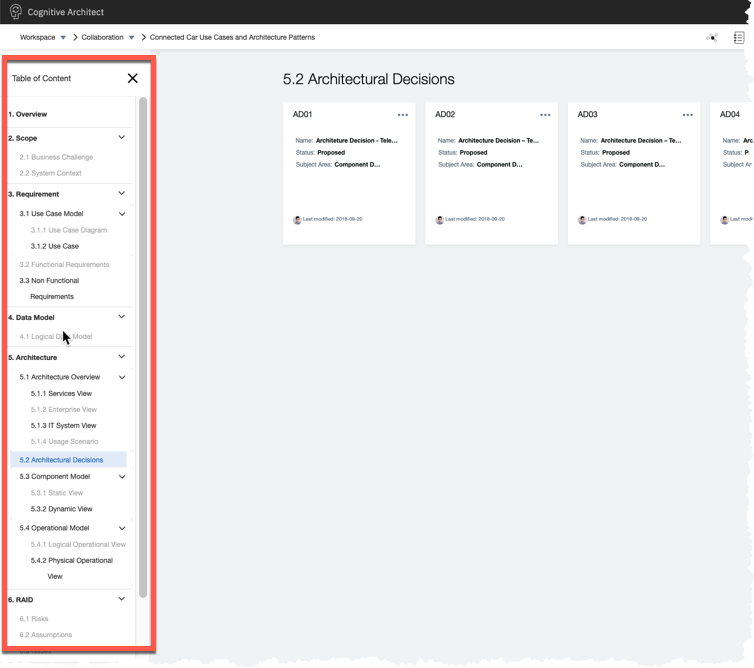 Cognitive Architect
Workspace Collaboration Connected Car Use Cases and Architecture Patterns
Table of Content
1. Overview
2. Scope
2.1 Business Challenge
2.2 System Context
3. Requirement
3.1 Use Case Model
3.1.1 Use Case Diagram
3.1.2 Use Case
3.2 Functional Requirements
3.3 Non Functional
Requirements
4. Data Model
4.1 Logical Data Model
5. Architecture
5.1 Architecture Overview
5.1.1 Services View
5.1.2 Enterprise View
5.1.3 IT System View
5.1.4 Usage Scenario
5.2 Architectural Decisions
5.3 Component Model
5.3.1 Static View
5.3.2 Dynamic View
5.4 Operational Model
5.4.1 Logical Operational View
5.4.2 Physical Operational
View
6. RAID
6.1 Risks
6.2 Assumptions
5.2 Architectural Decisions
AD01
Name: Architeture Decision - Tele...
Status: Proposed
Subject Area: Component D...
Last modified: 2018-09-20
AD02
Name: Architecture Decision – Te...
Status: Proposed
Subject Area: Component D...
Last modified: 2018-09-20
AD03
Name: Architecture Decision – Te...
Status: Proposed
Subject Area: Component D...
Last modified: 2018-09-20
AD04
Name: Arc
Status: P
Subject Ar
Last mod